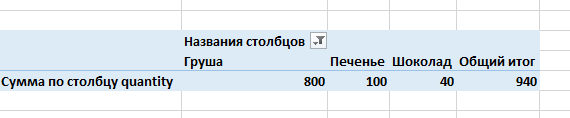 Названия столбцов
Груша Печенье Шоколад Общий итог
Сумма по столбцу quantity 800 100 40 940